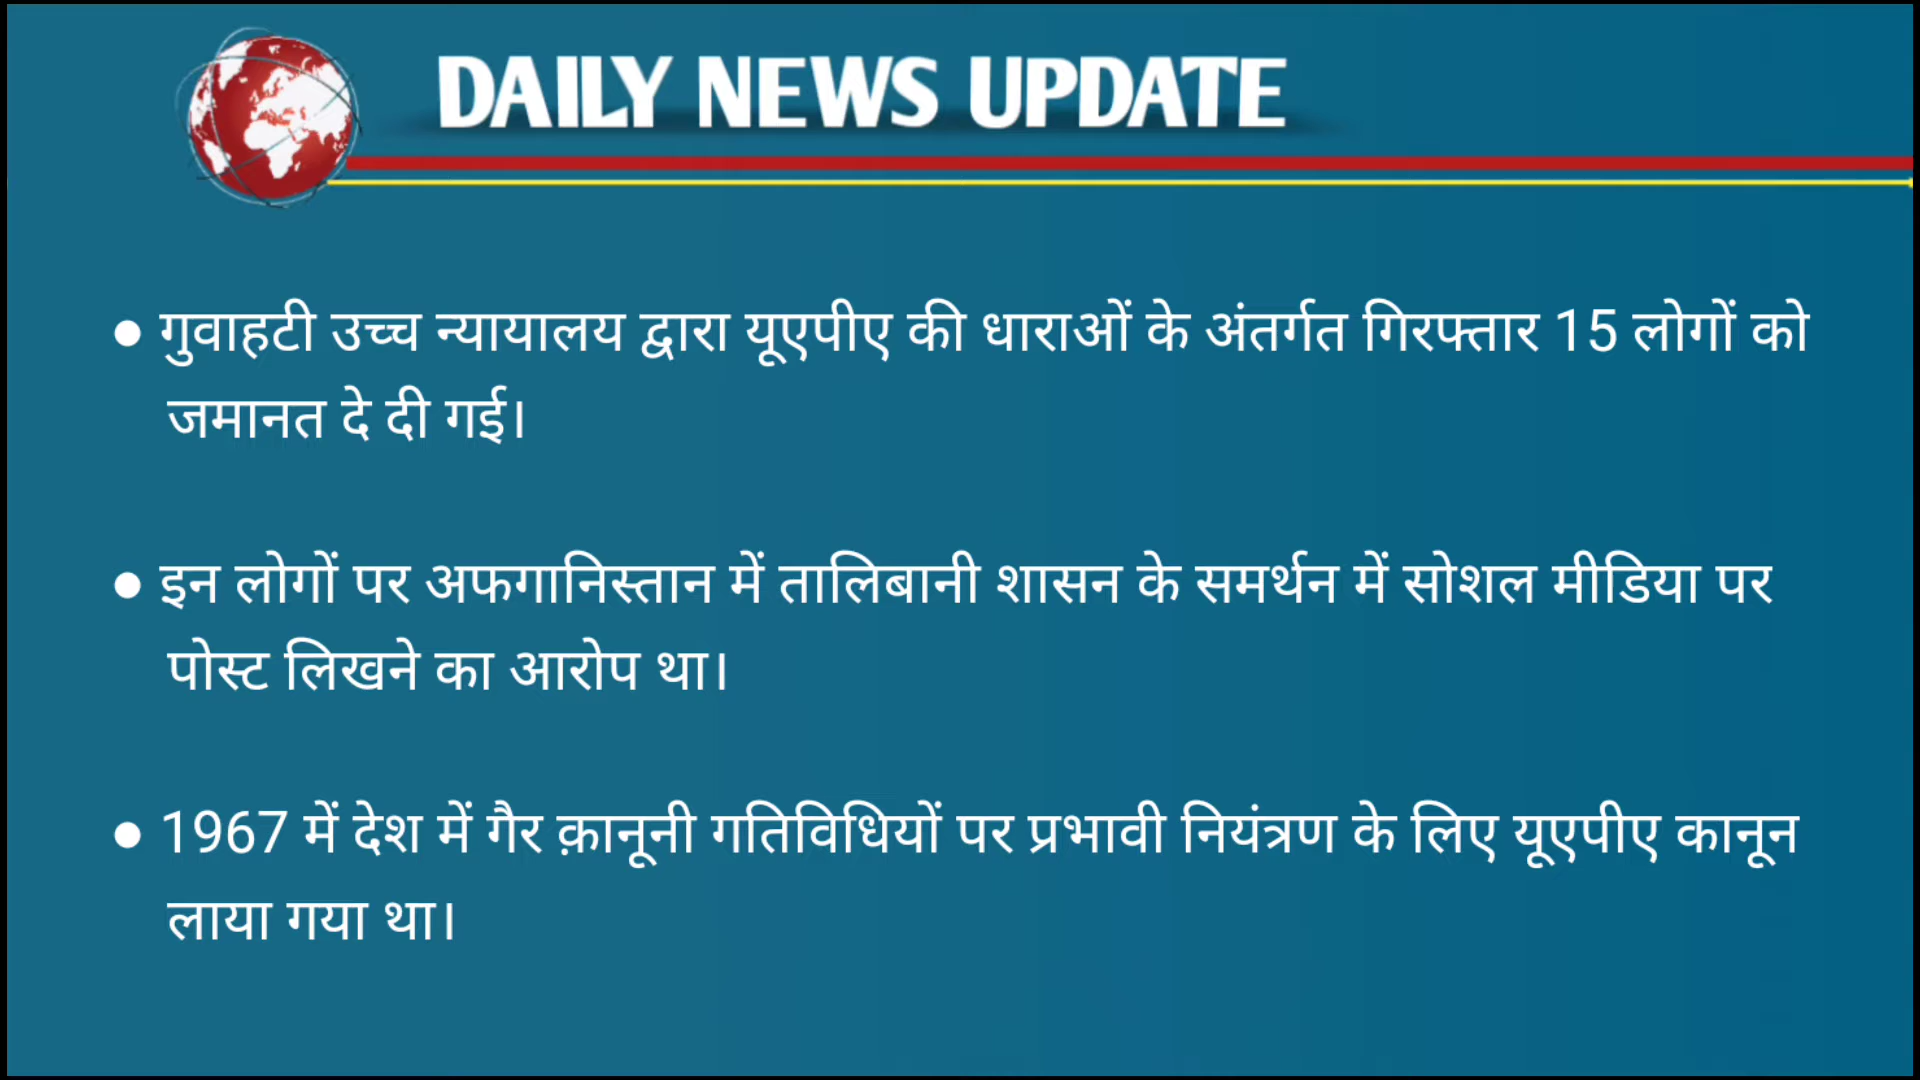 DAILY NEWS UPDATE
● गुवाहटी उच्च न्यायालय द्वारा यूएपीए की धाराओं के अंतर्गत गिरफ्तार 15 लोगों को
जमानत दे दी गई।
● इन लोगों पर अफगानिस्तान में तालिबानी शासन के समर्थन में सोशल मीडिया पर
पोस्ट लिखने का आरोप था।
● 1967 में देश में गैर क़ानूनी गतिविधियों पर प्रभावी नियंत्रण के लिए यूएपीए कानून
लाया गया था।